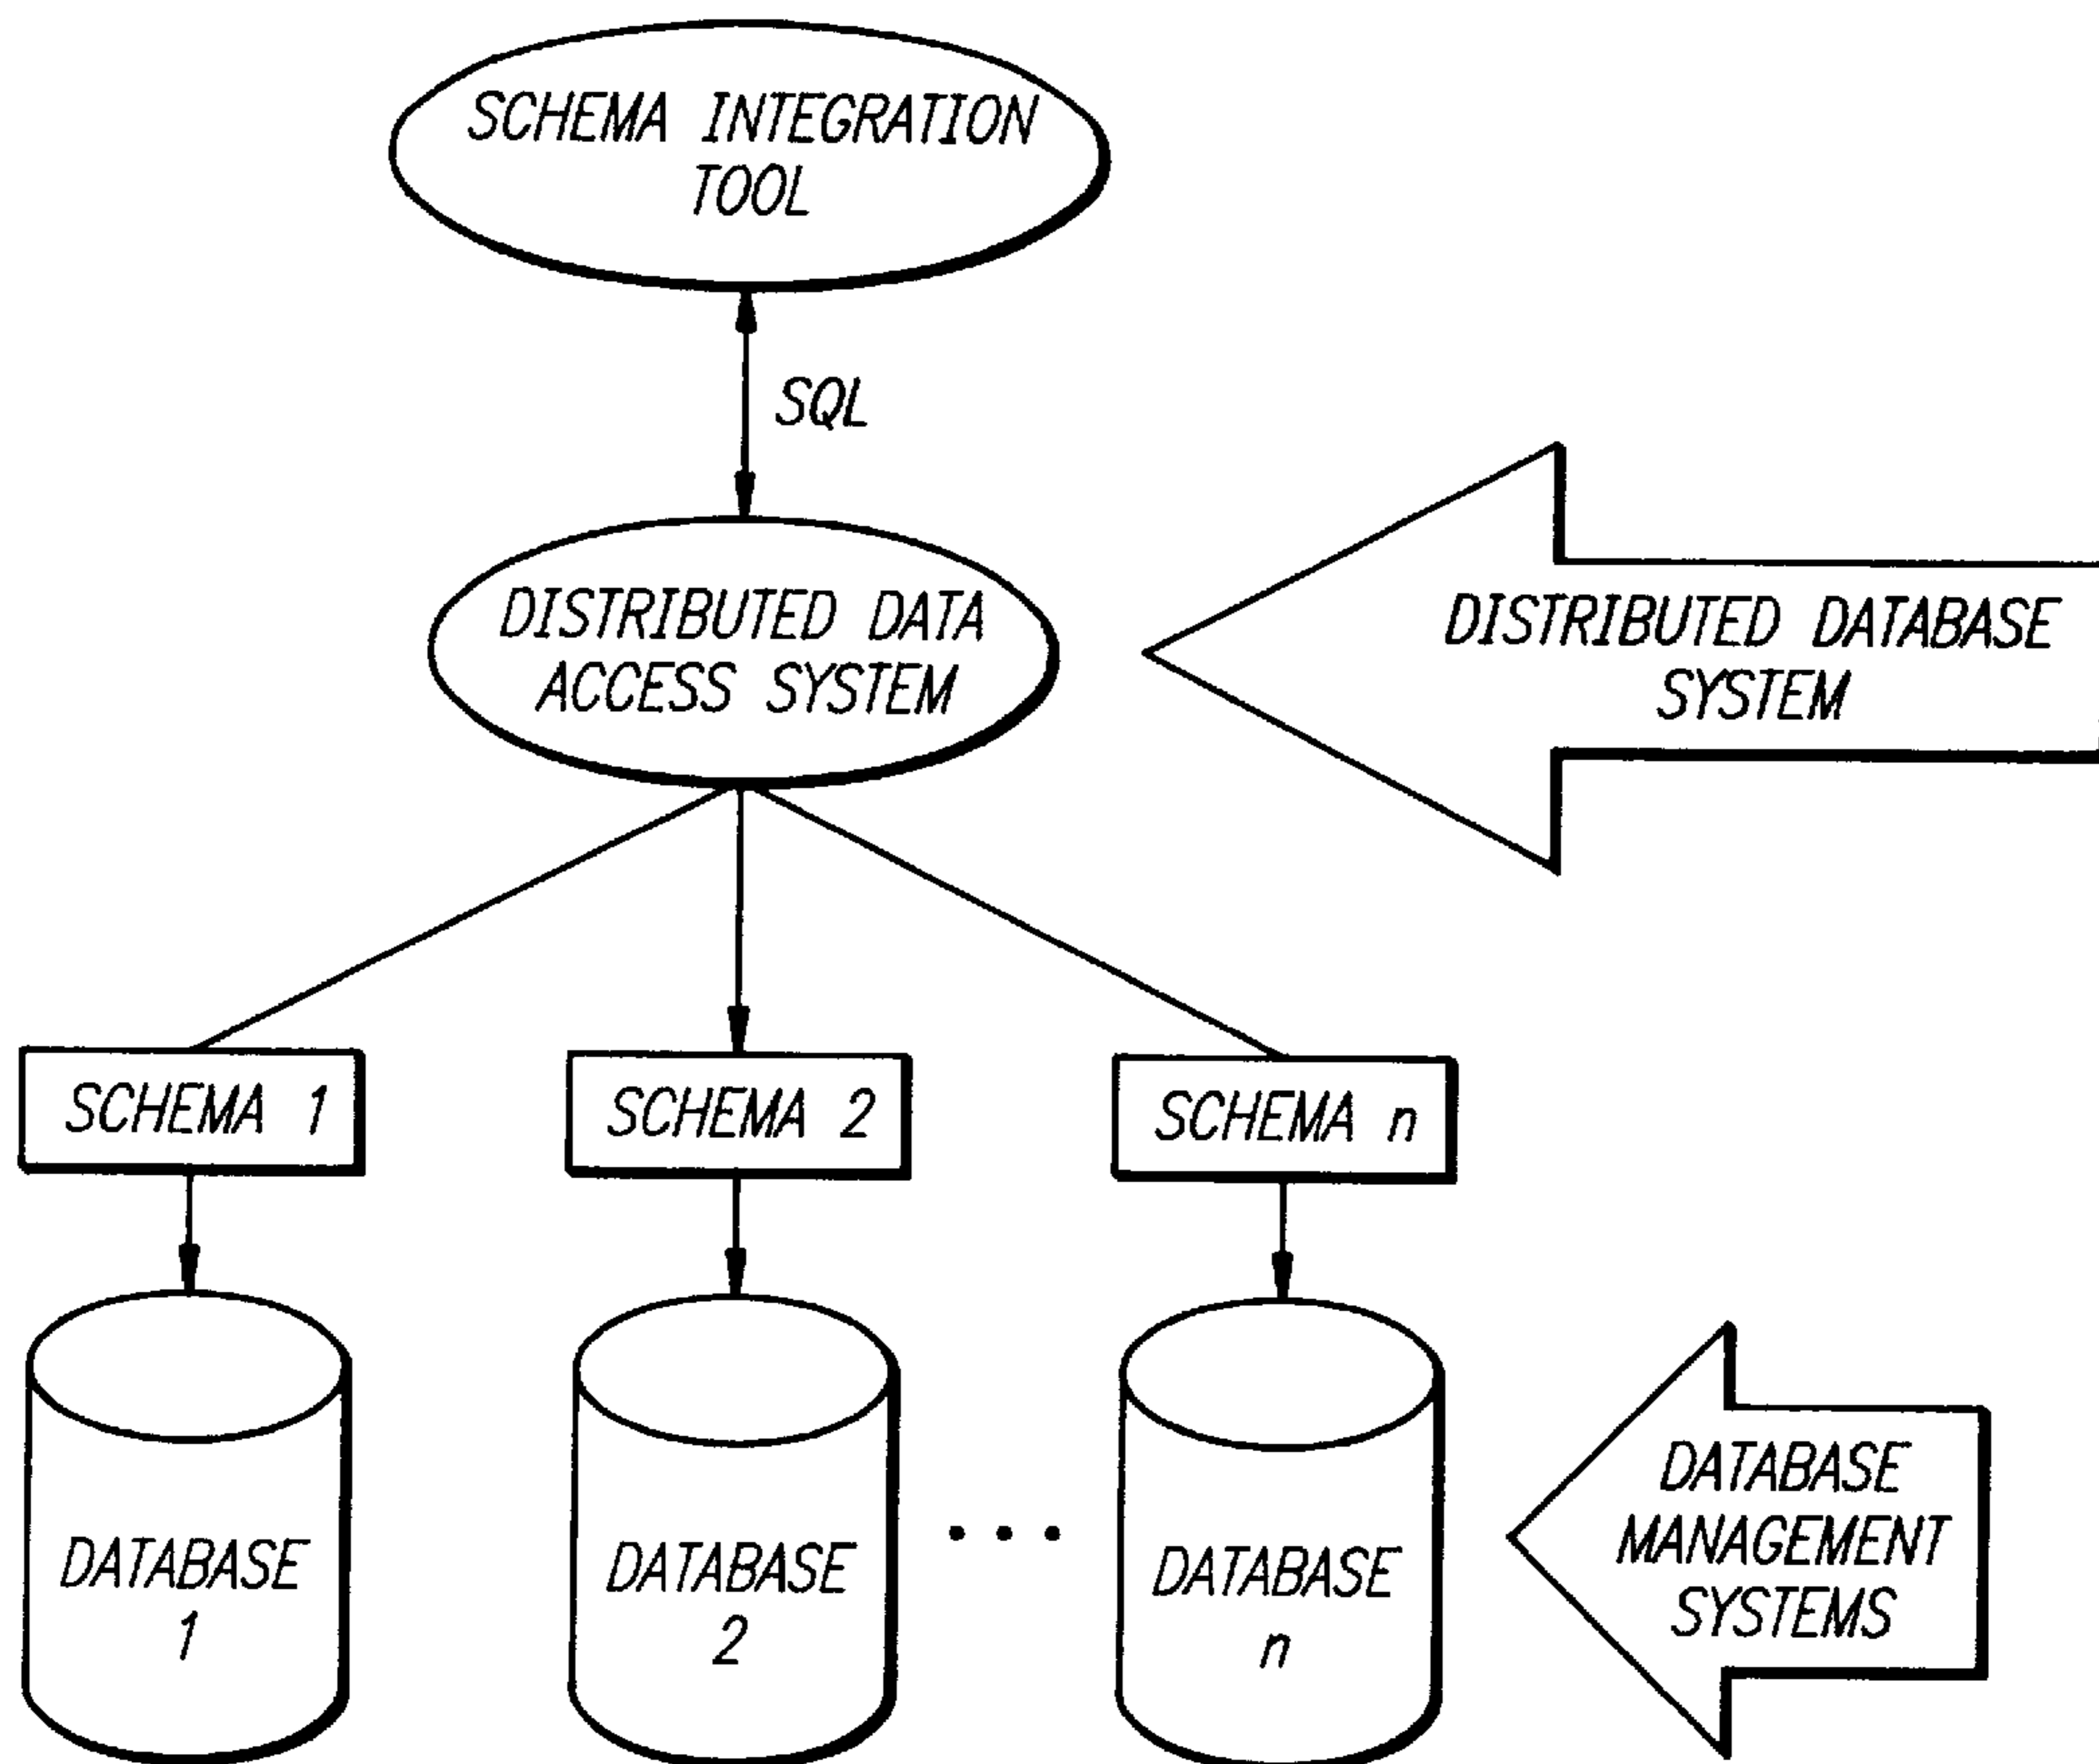 SCHEMA INTEGRATION
TOOL
SQL
DISTRIBUTED DATA
ACCESS SYSTEM
DISTRIBUTED DATABASE
SYSTEM
SCHEMA 1
SCHEMA 2
SCHEMA n
DATABASE
1
DATABASE
2
DATABASE
n
DATABASE
MANAGEMENT
SYSTEMS